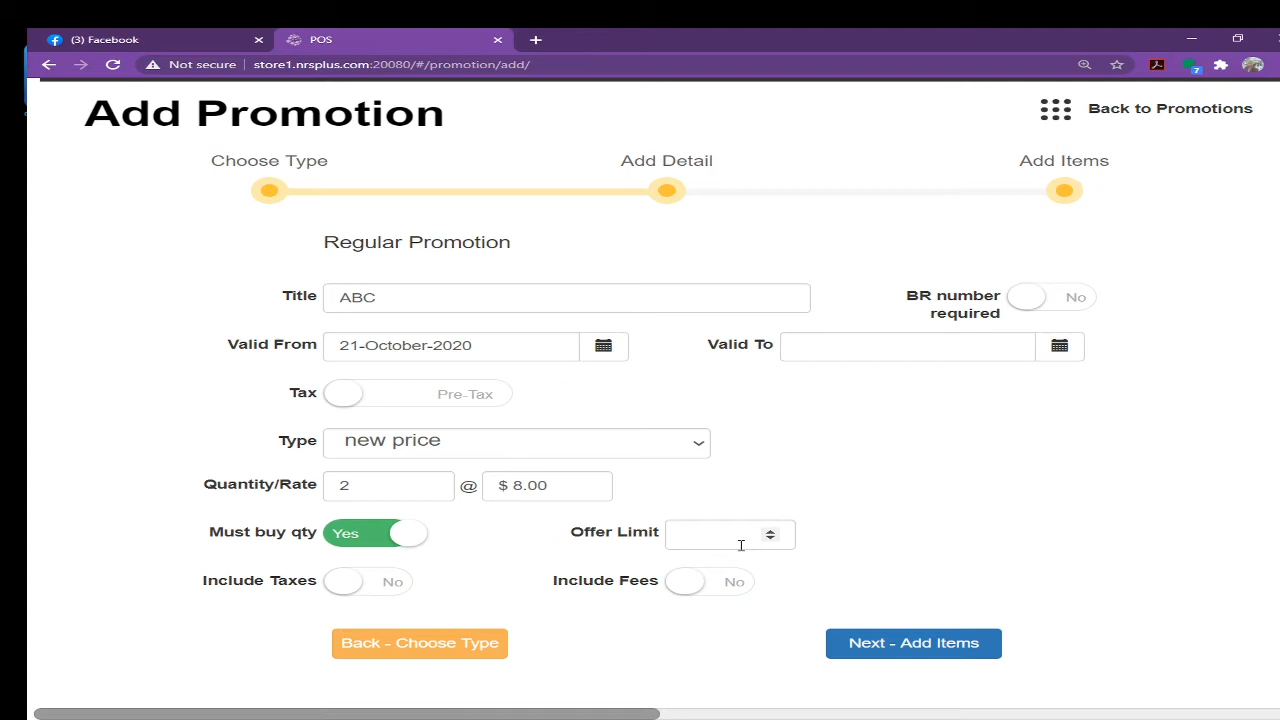 (3) Facebook
POS
Not secure
store1.nrsplus.com:20080/#/promotion/add/
7
Add Promotion
Back to Promotions
Choose Type
Add Detail
Add Items
Regular Promotion
Title
ABC
BR number required
No
Valid From
21-October-2020
Valid To
Tax
Pre-Tax
Type
new price
Quantity/Rate
2
@
$ 8.00
Must buy qty
Yes
Offer Limit
Include Taxes
No
Include Fees
No
Back - Choose Type
Next - Add Items